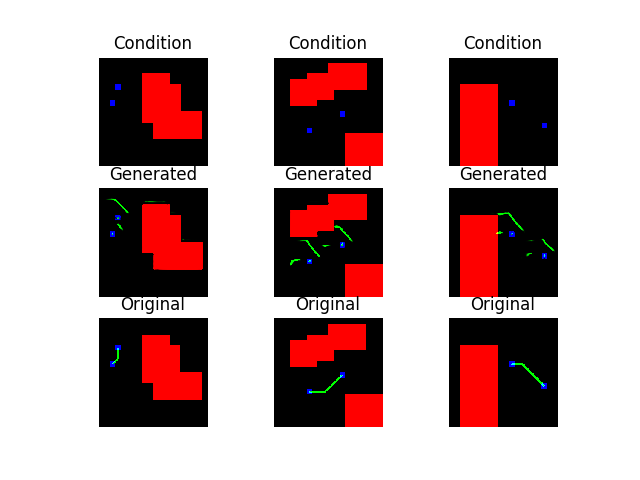 Condition Condition Condition
Generated Generated Generated
Original Original Original